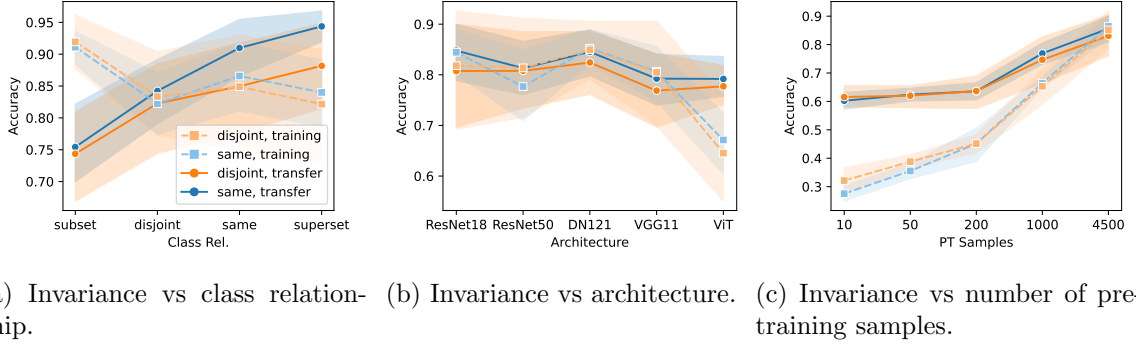 0.95
0.90
0.85
0.80
0.75
0.70
Accuracy
subset disjoint same superset
Class Rel.
disjoint, training
same, training
disjoint, transfer
same, transfer
0.9
0.8
0.7
0.6
Accuracy
ResNet18 ResNet50 DN121 VGG11 ViT
Architecture
0.9
0.8
0.7
0.6
0.5
0.4
0.3
Accuracy
10 50 200 1000 4500
PT Samples
) Invariance vs class relation-
ip.
(b) Invariance vs architecture.
(c) Invariance vs number of pre-
training samples.